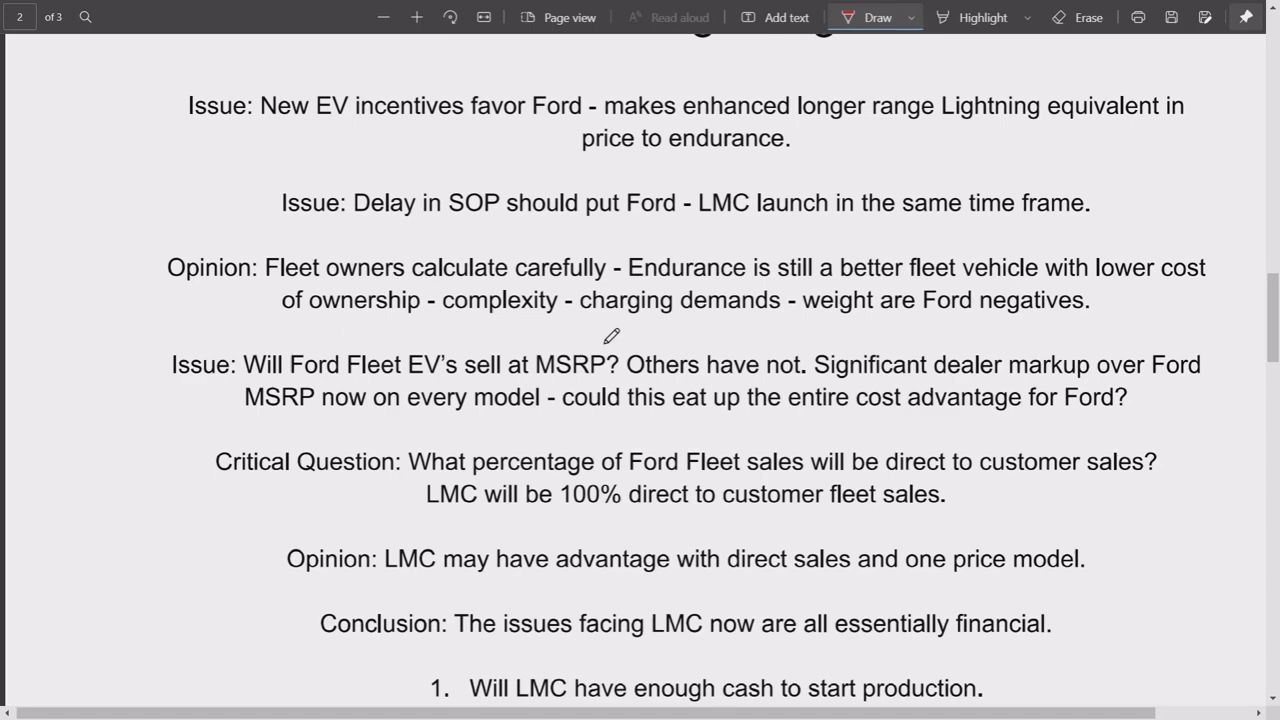 2 of 3 Page view Read aloud Add text Draw Highlight Erase
Issue: New EV incentives favor Ford - makes enhanced longer range Lightning equivalent in
price to endurance.
Issue: Delay in SOP should put Ford - LMC launch in the same time frame.
Opinion: Fleet owners calculate carefully - Endurance is still a better fleet vehicle with lower cost
of ownership - complexity - charging demands - weight are Ford negatives.
Issue: Will Ford Fleet EV’s sell at MSRP? Others have not. Significant dealer markup over Ford
MSRP now on every model - could this eat up the entire cost advantage for Ford?
Critical Question: What percentage of Ford Fleet sales will be direct to customer sales?
LMC will be 100% direct to customer fleet sales.
Opinion: LMC may have advantage with direct sales and one price model.
Conclusion: The issues facing LMC now are all essentially financial.
1. Will LMC have enough cash to start production.